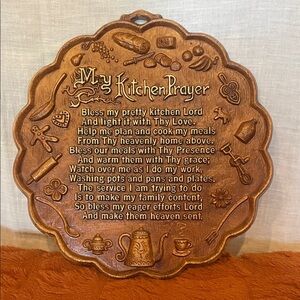 My Kitchen Prayer
Bless my pretty kitchen Lord
And light it with Thy Love.
Help me plan and cook my meals
From Thy heavenly home above.
Bless our meals with Thy Presence
And warm them with Thy grace;
Watch over me as I do my work,
Washing pots and pans and plates,
The service I am trying to do
Is to make my family content,
So bless my eager efforts Lord
And make them heaven sent.